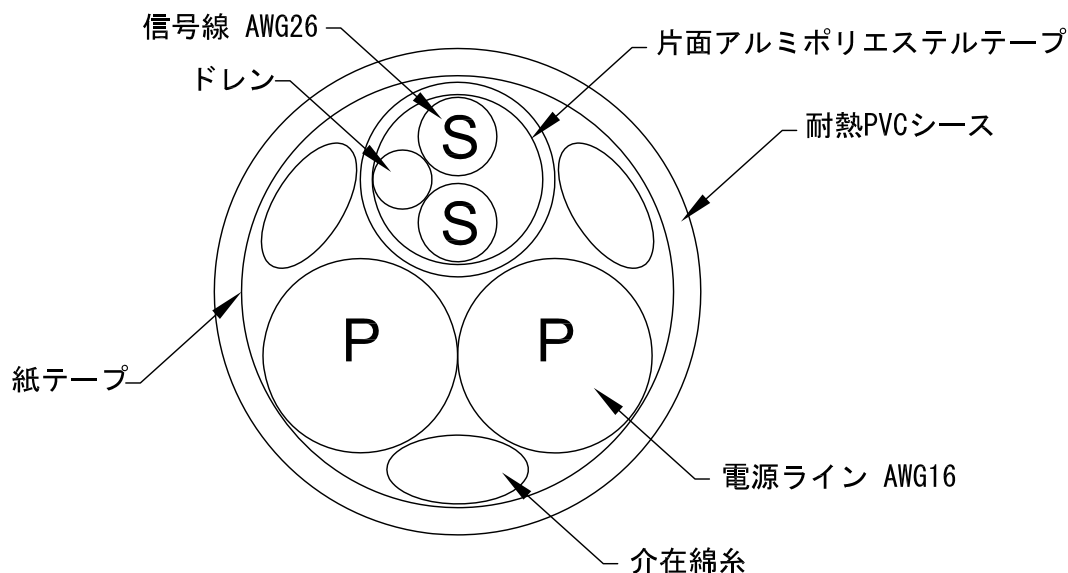 信号線 AWG26
片面アルミポリエステルテープ
ドレン
耐熱PVCシース
S
S
P
P
紙テープ
電源ライン AWG16
介在綿糸